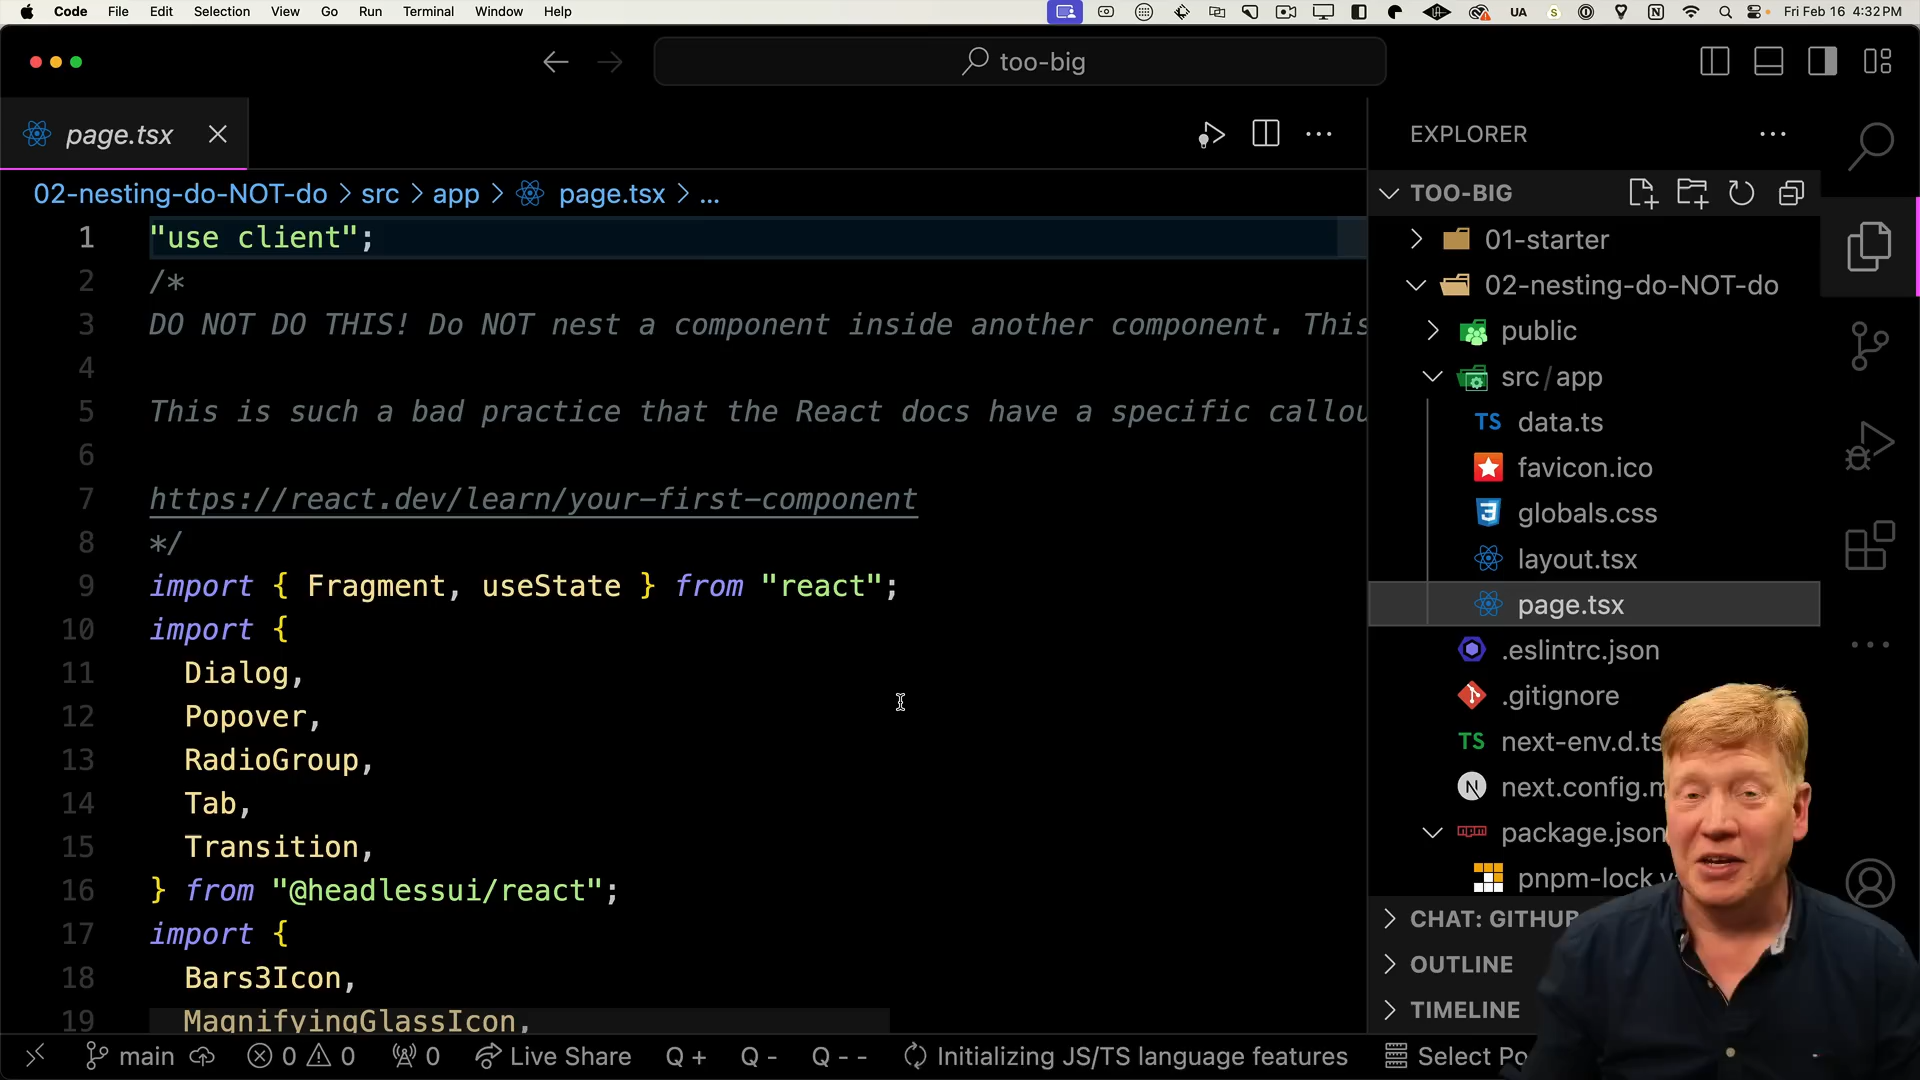 Code File Edit Selection View Go Run Terminal Window Help UA S Fri Feb 16 4:32 PM
too-big
page.tsx
02-nesting-do-NOT-do > src > app > page.tsx > ...
1 "use client";
2 /*
3 DO NOT DO THIS! Do NOT nest a component inside another component. This
4
5 This is such a bad practice that the React docs have a specific callou
6
7 https://react.dev/learn/your-first-component
8 */
9 import { Fragment, useState } from "react";
10 import {
11 Dialog,
12 Popover,
13 RadioGroup,
14 Tab,
15 Transition,
16 } from "@headlessui/react";
17 import {
18 Bars3Icon,
19 MagnifyingGlassIcon,
EXPLORER
TOO-BIG
01-starter
02-nesting-do-NOT-do
public
src/app
TS data.ts
favicon.ico
globals.css
layout.tsx
page.tsx
.eslintrc.json
.gitignore
TS next-env.d.ts
N next.config.m
npm package.json
pnpm-lock.y
CHAT: GITHUB
OUTLINE
TIMELINE
main 0 0 0 Live Share Q + Q - Q - - Initializing JS/TS language features Select Po